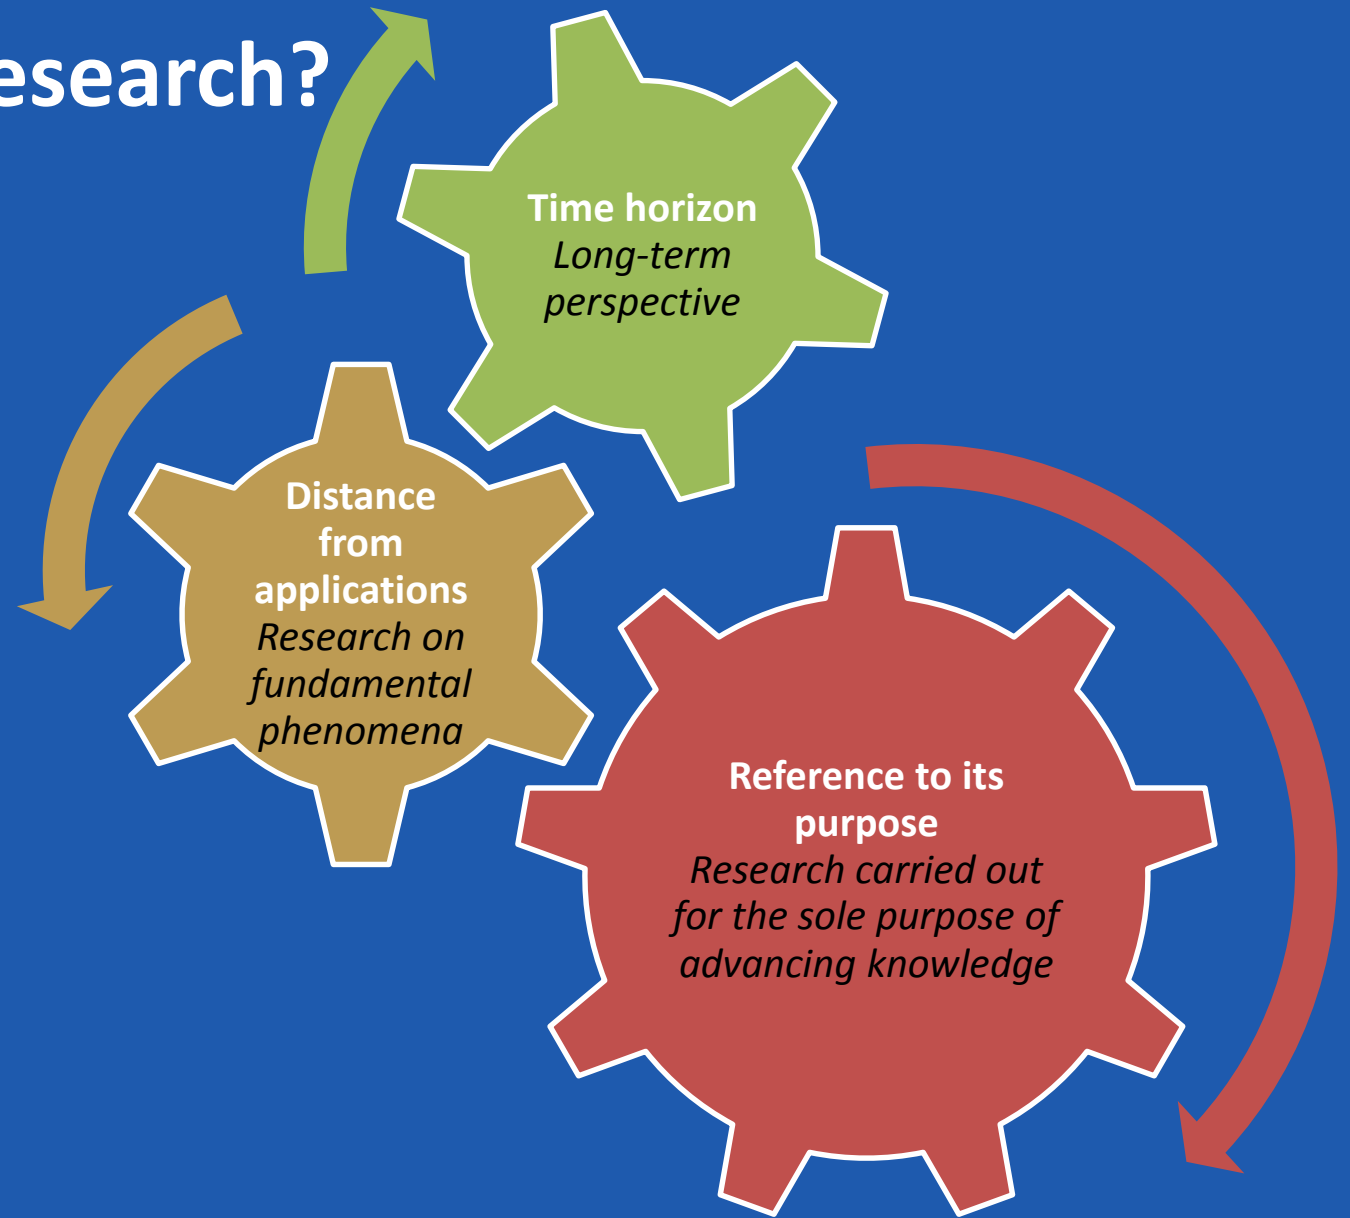 esearch?
Time horizon
Long-term
perspective
Distance
from
applications
Research on
fundamental
phenomena
Reference to its
purpose
Research carried out
for the sole purpose of
advancing knowledge